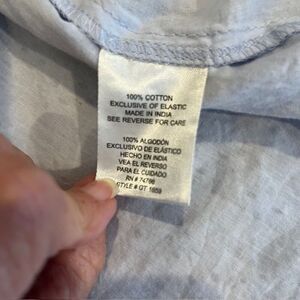 100% COTTON
EXCLUSIVE OF ELASTIC
MADE IN INDIA
SEE REVERSE FOR CARE
100% ALGODÓN
EXCLUSIVO DE ELÁSTICO
HECHO EN INDIA
VEA EL REVERSO
PARA EL CUIDADO
RN # 74766
STYLE # GT 1659